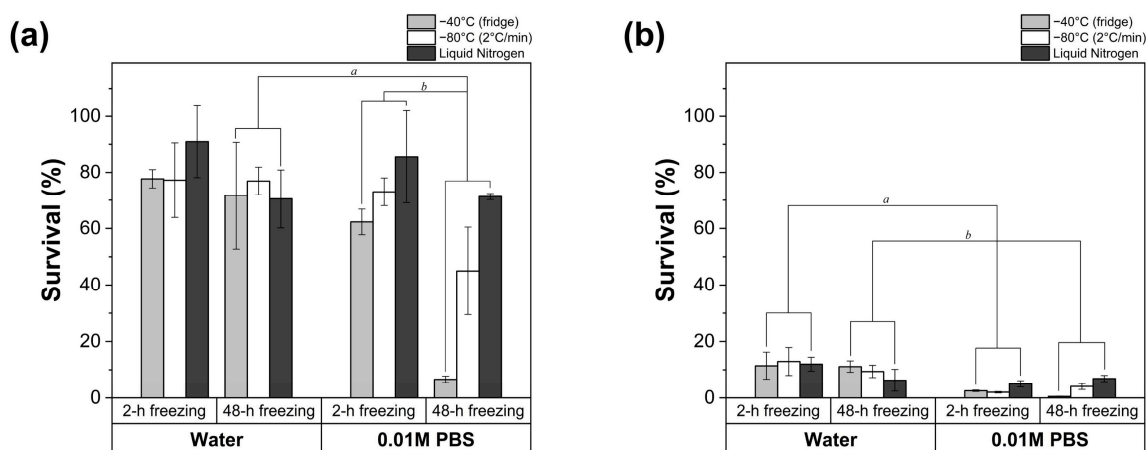 (a)
−40°C (fridge)
−80°C (2°C/min)
Liquid Nitrogen
Survival (%)
100
80
60
40
20
0
a
b
2-h freezing 48-h freezing 2-h freezing 48-h freezing
Water 0.01M PBS
(b)
−40°C (fridge)
−80°C (2°C/min)
Liquid Nitrogen
Survival (%)
100
80
60
40
20
0
a
b
2-h freezing 48-h freezing 2-h freezing 48-h freezing
Water 0.01M PBS